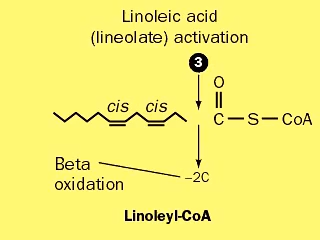 Linoleic acid
(lineolate) activation
3
O
cis cis
C S CoA
Beta
oxidation
–2C
Linoleyl-CoA